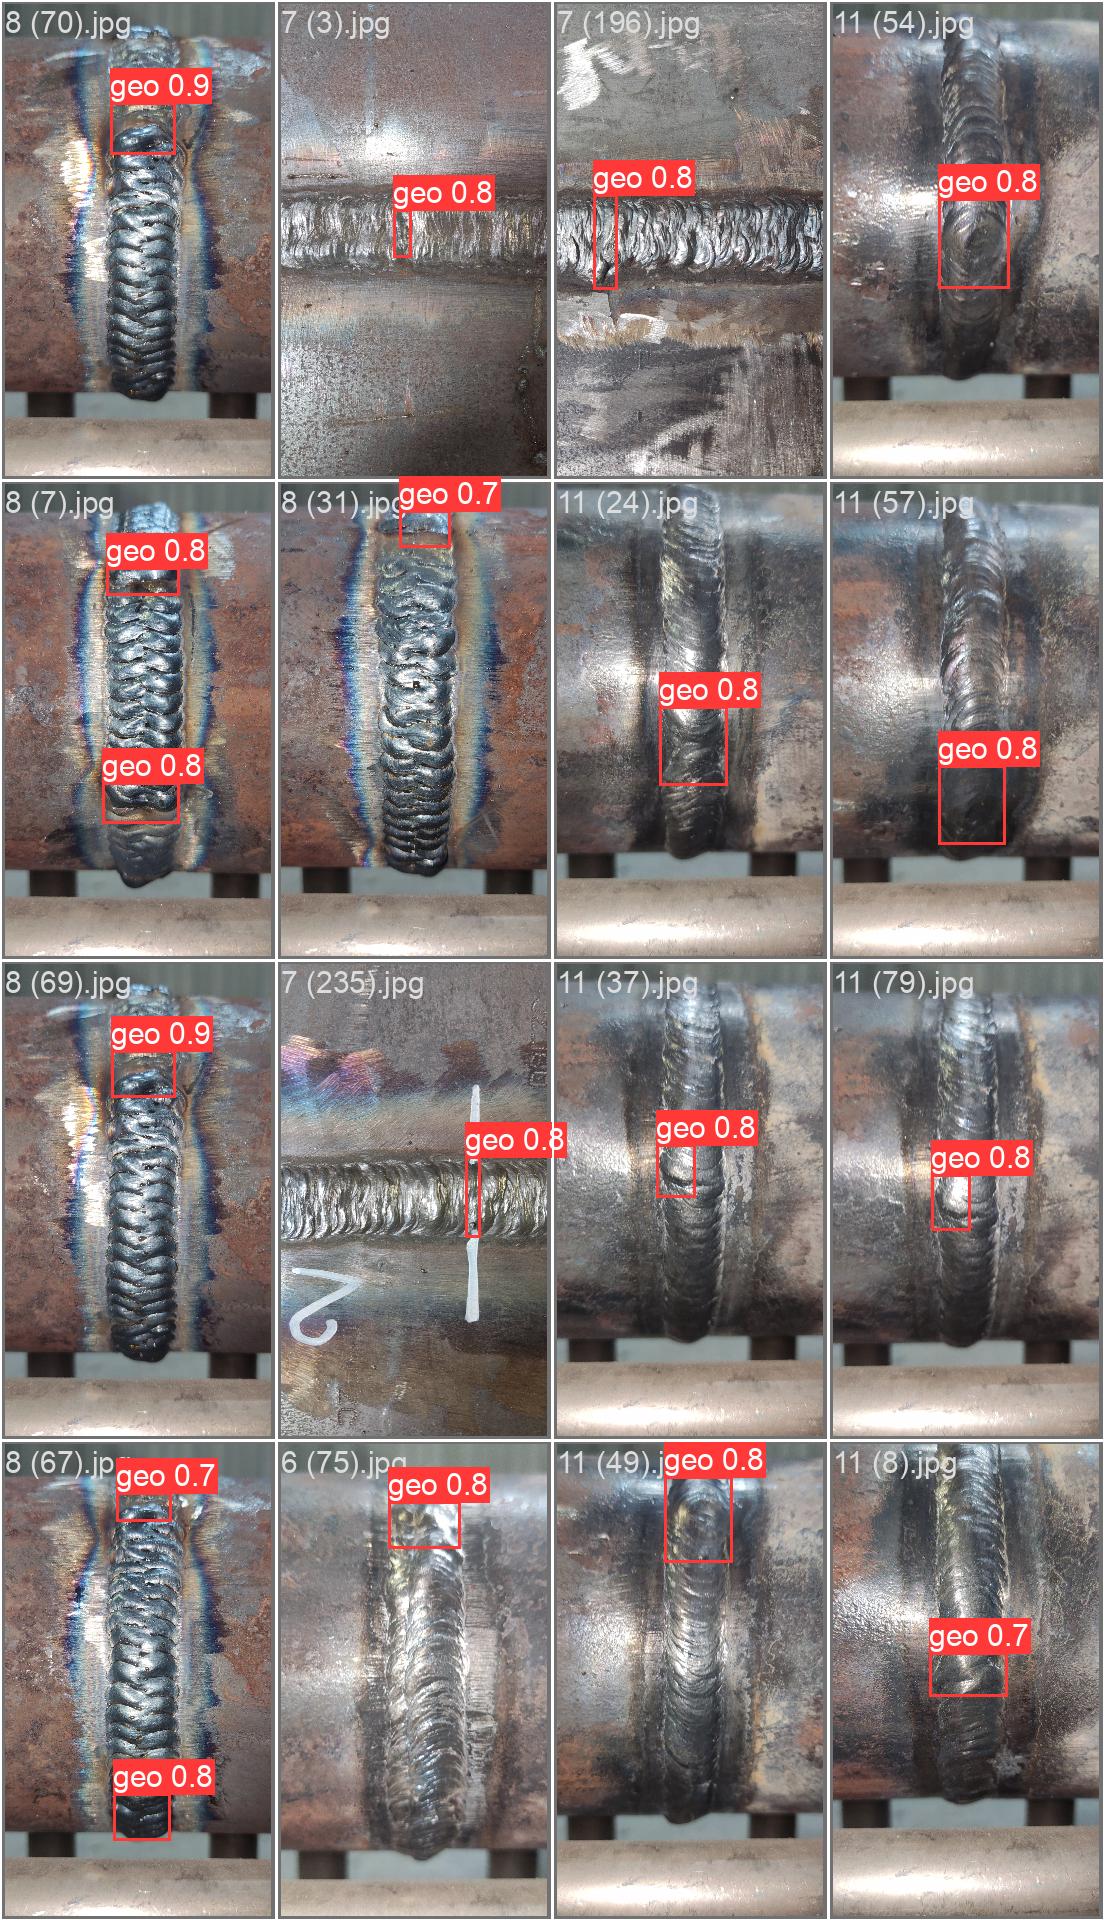 8 (70).jpg
geo 0.9
7 (3).jpg
geo 0.8
7 (196).jpg
geo 0.8
11 (54).jpg
geo 0.8
8 (7).jpg
geo 0.8
geo 0.8
8 (31).jpg
geo 0.7
11 (24).jpg
geo 0.8
11 (57).jpg
geo 0.8
8 (69).jpg
geo 0.9
7 (235).jpg
geo 0.8
2
11 (37).jpg
geo 0.8
11 (79).jpg
geo 0.8
8 (67).jpg
geo 0.7
geo 0.8
6 (75).jpg
geo 0.8
11 (49).jpg
geo 0.8
11 (8).jpg
geo 0.7